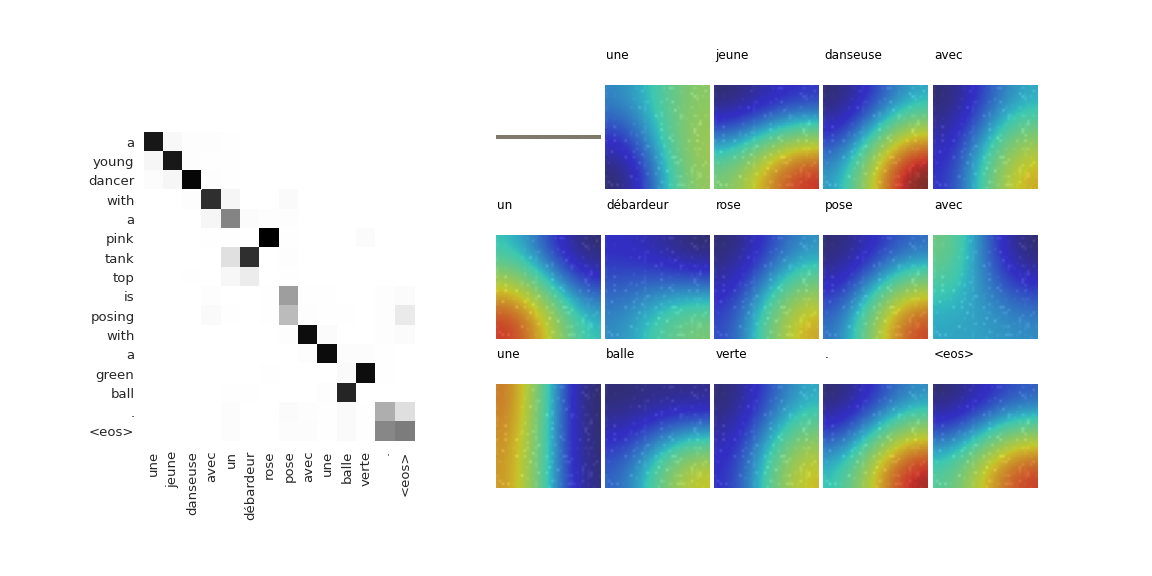 a
young
dancer
with
a
pink
tank
top
is
posing
with
a
green
ball
.
<eos>
une jeune danseuse avec un débardeur rose pose avec une balle verte . <eos>
une jeune danseuse avec
un débardeur rose pose avec
une balle verte . <eos>